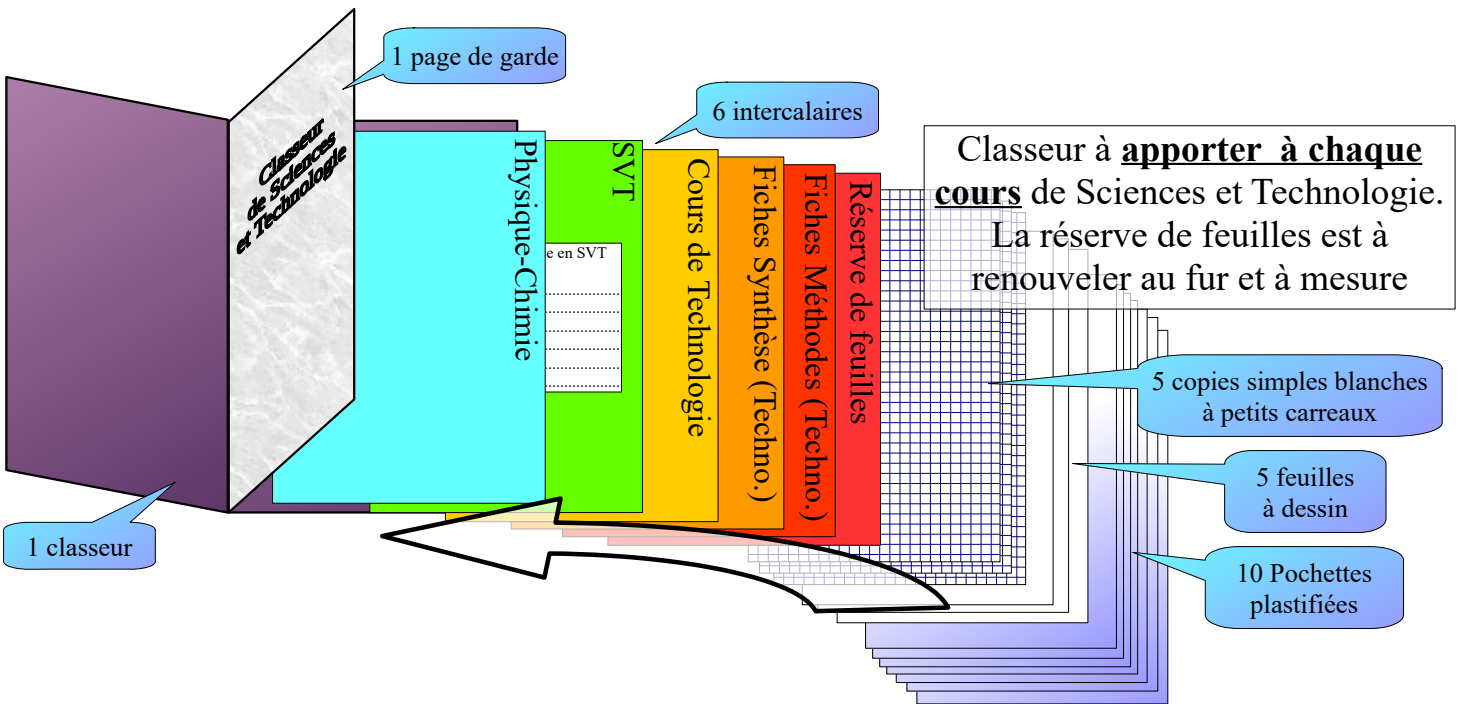 1 page de garde
6 intercalaires
Classeur
de Sciences
et Technologie
Physique-Chimie
SVT
e en SVT
Cours de Technologie
Fiches Synthèse (Techno.)
Fiches Méthodes (Techno.)
Réserve de feuilles
Classeur à apporter à chaque
cours de Sciences et Technologie.
La réserve de feuilles est à
renouveler au fur et à mesure
5 copies simples blanches
à petits carreaux
5 feuilles
à dessin
10 Pochettes
plastifiées
1 classeur